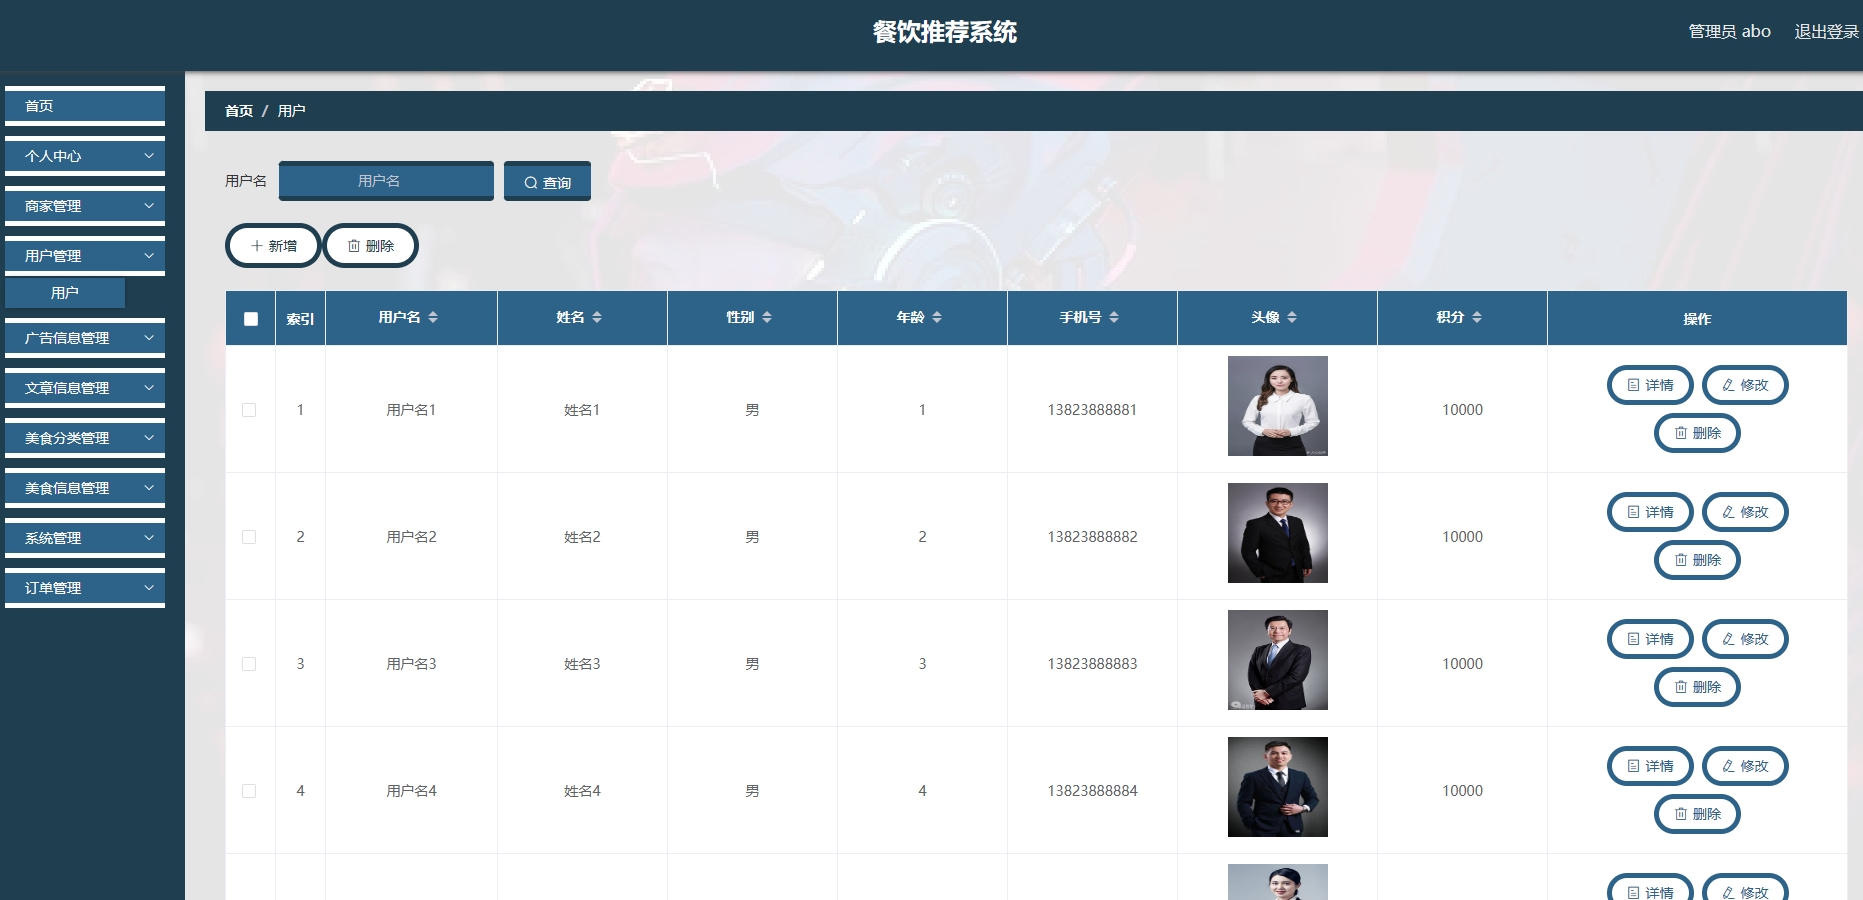 餐饮推荐系统
管理员 abo 退出登录
首页
个人中心
商家管理
用户管理
用户
广告信息管理
文章信息管理
美食分类管理
美食信息管理
系统管理
订单管理
首页 / 用户
用户名 用户名 查询
新增 删除
索引 用户名 姓名 性别 年龄 手机号 头像 积分 操作
1 用户名1 姓名1 男 1 13823888881 10000 详情 修改
删除
2 用户名2 姓名2 男 2 13823888882 10000 详情 修改
删除
3 用户名3 姓名3 男 3 13823888883 10000 详情 修改
删除
4 用户名4 姓名4 男 4 13823888884 10000 详情 修改
删除
详情 修改